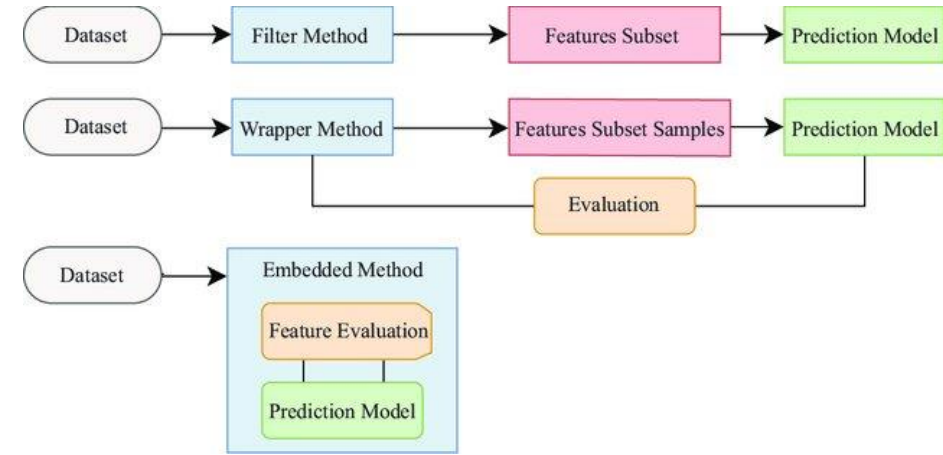 Dataset
Filter Method
Features Subset
Prediction Model
Dataset
Wrapper Method
Features Subset Samples
Prediction Model
Evaluation
Dataset
Embedded Method
Feature Evaluation
Prediction Model